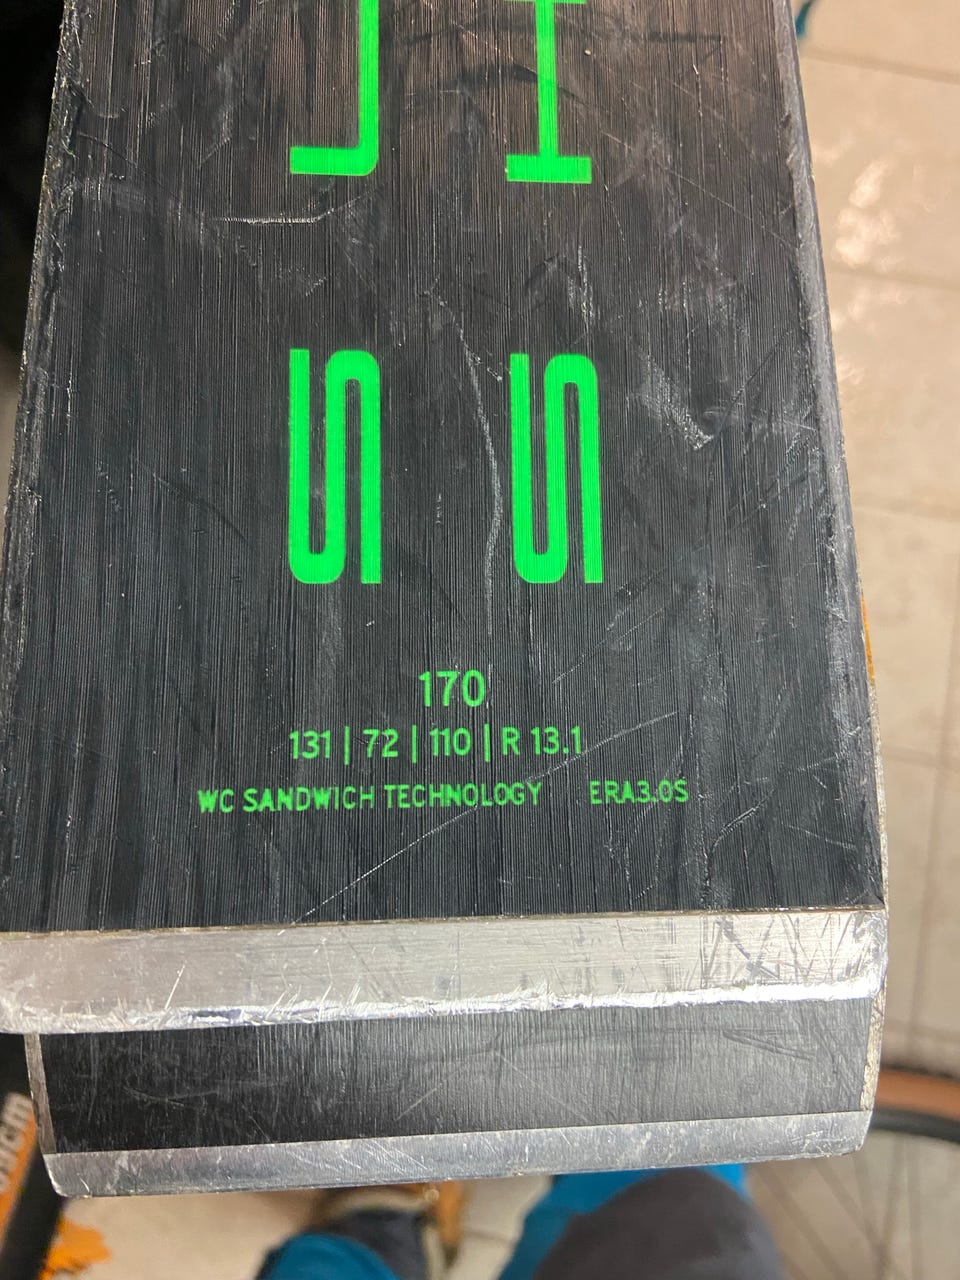 170
131 | 72 | 110 | R 13.1
WC SANDWICH TECHNOLOGY ERA3.0S